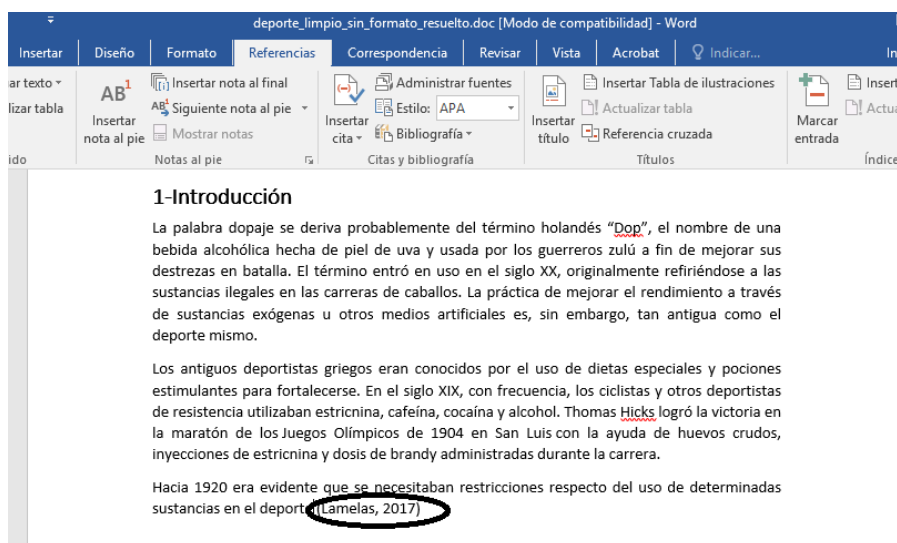 deporte_limpio_sin_formato_resuelto.doc [Modo de compatibilidad] - Word
Insertar Diseño Formato Referencias Correspondencia Revisar Vista Acrobat Indicar... In
ar texto
lizar tabla
ido
AB1
Insertar
nota al pie
Insertar nota al final
Siguiente nota al pie
Mostrar notas
Notas al pie
Insertar
cita
Administrar fuentes
Estilo: APA
Bibliografía
Citas y bibliografía
Insertar
título
Insertar Tabla de ilustraciones
Actualizar tabla
Referencia cruzada
Títulos
Marcar
entrada
Insert
Actua
Índice
1-Introducción
La palabra dopaje se deriva probablemente del término holandés “Dop”, el nombre de una
bebida alcohólica hecha de piel de uva y usada por los guerreros zulú a fin de mejorar sus
destrezas en batalla. El término entró en uso en el siglo XX, originalmente refiriéndose a las
sustancias ilegales en las carreras de caballos. La práctica de mejorar el rendimiento a través
de sustancias exógenas u otros medios artificiales es, sin embargo, tan antigua como el
deporte mismo.
Los antiguos deportistas griegos eran conocidos por el uso de dietas especiales y pociones
estimulantes para fortalecerse. En el siglo XIX, con frecuencia, los ciclistas y otros deportistas
de resistencia utilizaban estricnina, cafeína, cocaína y alcohol. Thomas Hicks logró la victoria en
la maratón de los Juegos Olímpicos de 1904 en San Luis con la ayuda de huevos crudos,
inyecciones de estricnina y dosis de brandy administradas durante la carrera.
Hacia 1920 era evidente que se necesitaban restricciones respecto del uso de determinadas
sustancias en el deporte (Lamelas, 2017)